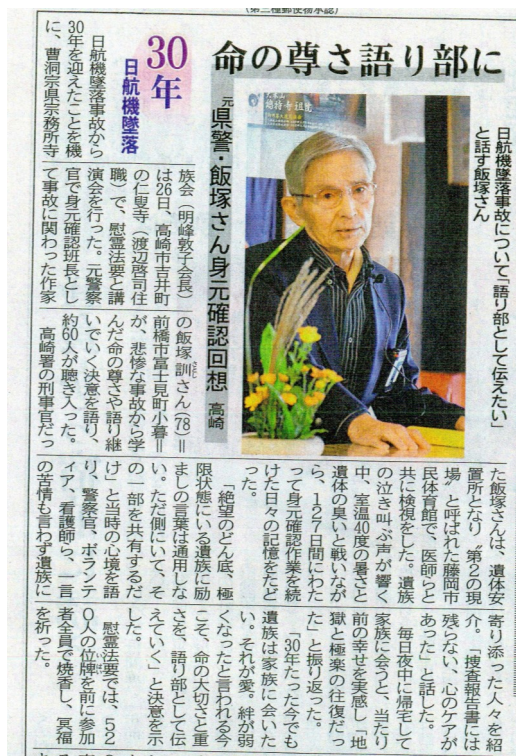 (第三種郵便物承認)
命の尊さ語り部に
30年
日航機墜落
元県警・飯塚さん身元確認回想 高崎
總持寺祖院
日航機墜落事故について「語り部として伝えたい」
と話す飯塚さん
日航機墜落事故から
30年を迎えたことを機
に、曹洞宗県宗務所寺
族会(明峰敦子会長)
は26日、高崎市吉井町
の仁叟寺(渡辺啓司住
職)で、慰霊法要と講
演会を行った。元警察
官で身元確認班長とし
て事故に関わった作家
の飯塚訓さん(78)=
前橋市富士見町小暮=
が、悲惨な事故から学
んだ命の尊さや語り継
いでいく決意を語り、
約60人が聴き入った。
高崎署の刑事官だっ
た飯塚さんは、遺体安
置所となり“第2の現
場”と呼ばれた藤岡市
民体育館で、医師らと
共に検視をした。遺族
の泣き叫ぶ声が響く
中、室温40度の暑さと
遺体の臭いと戦いなが
ら、127日間にわた
って身元確認作業を続
けた日々の記憶をたど
った。
「絶望のどん底、極
限状態にいる遺族に励
ましの言葉は通用しな
い。ただ側にいて、そ
の一部を共有するだ
け」と当時の心境を語
り、警察官、ボランテ
ィア、看護師ら、一言
の苦情も言わず遺族に
寄り添った人々を紹
介。「捜査報告書には
残らない、心のケアが
あった」と話した。
毎日夜中に帰宅して
家族に会うと、当たり
前の幸せを実感し「地
獄と極楽の往復だっ
た」と振り返った。
「30年たった今でも
遺族は家族に会いた
い。それが愛。絆が弱
くなったと言われる今
こそ、命の大切さと重
さを、語り部として伝
えていく」と決意を示
した。
慰霊法要では、52
0人の位牌を前に参加
者全員で焼香し、冥福
を祈った。